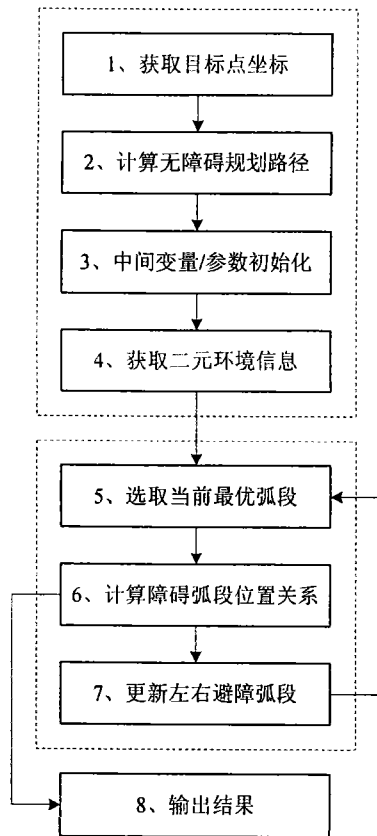 1、获取目标点坐标
2、计算无障碍规划路径
3、中间变量/参数初始化
4、获取二元环境信息
5、选取当前最优弧段
6、计算障碍弧段位置关系
7、更新左右避障弧段
8、输出结果